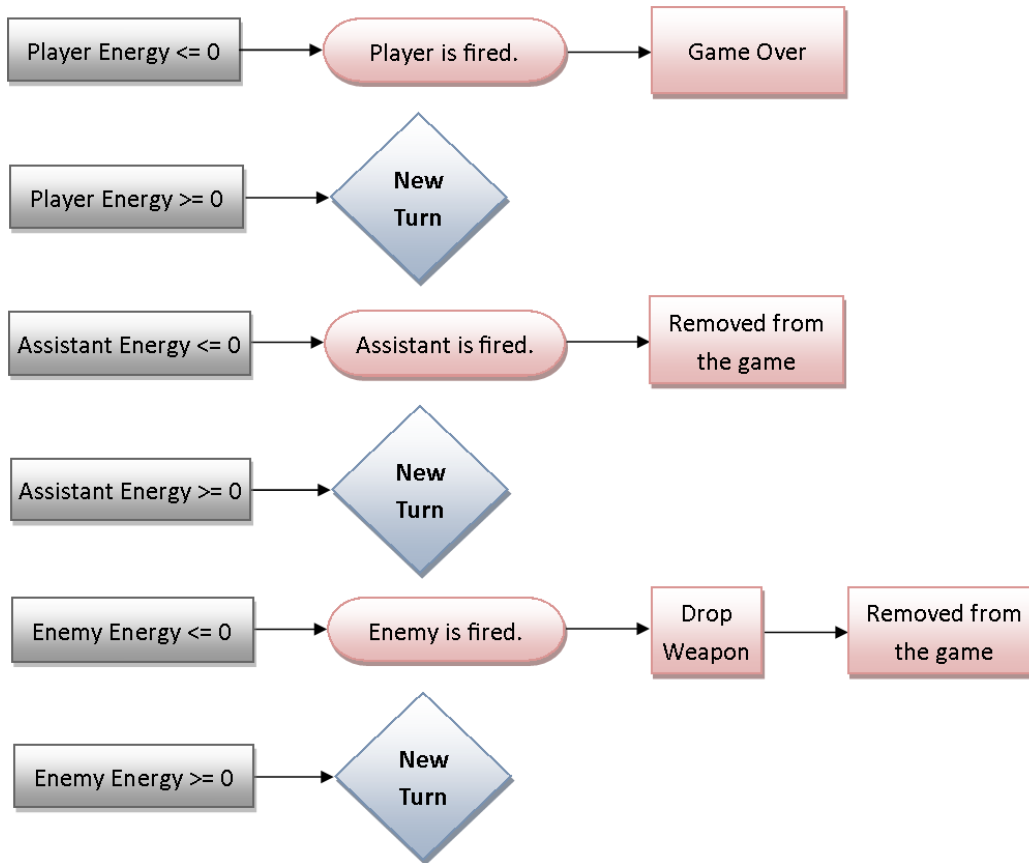 Player Energy <= 0
Player is fired.
Game Over
Player Energy >= 0
New
Turn
Assistant Energy <= 0
Assistant is fired.
Removed from
the game
Assistant Energy >= 0
New
Turn
Enemy Energy <= 0
Enemy is fired.
Drop
Weapon
Removed from
the game
Enemy Energy >= 0
New
Turn